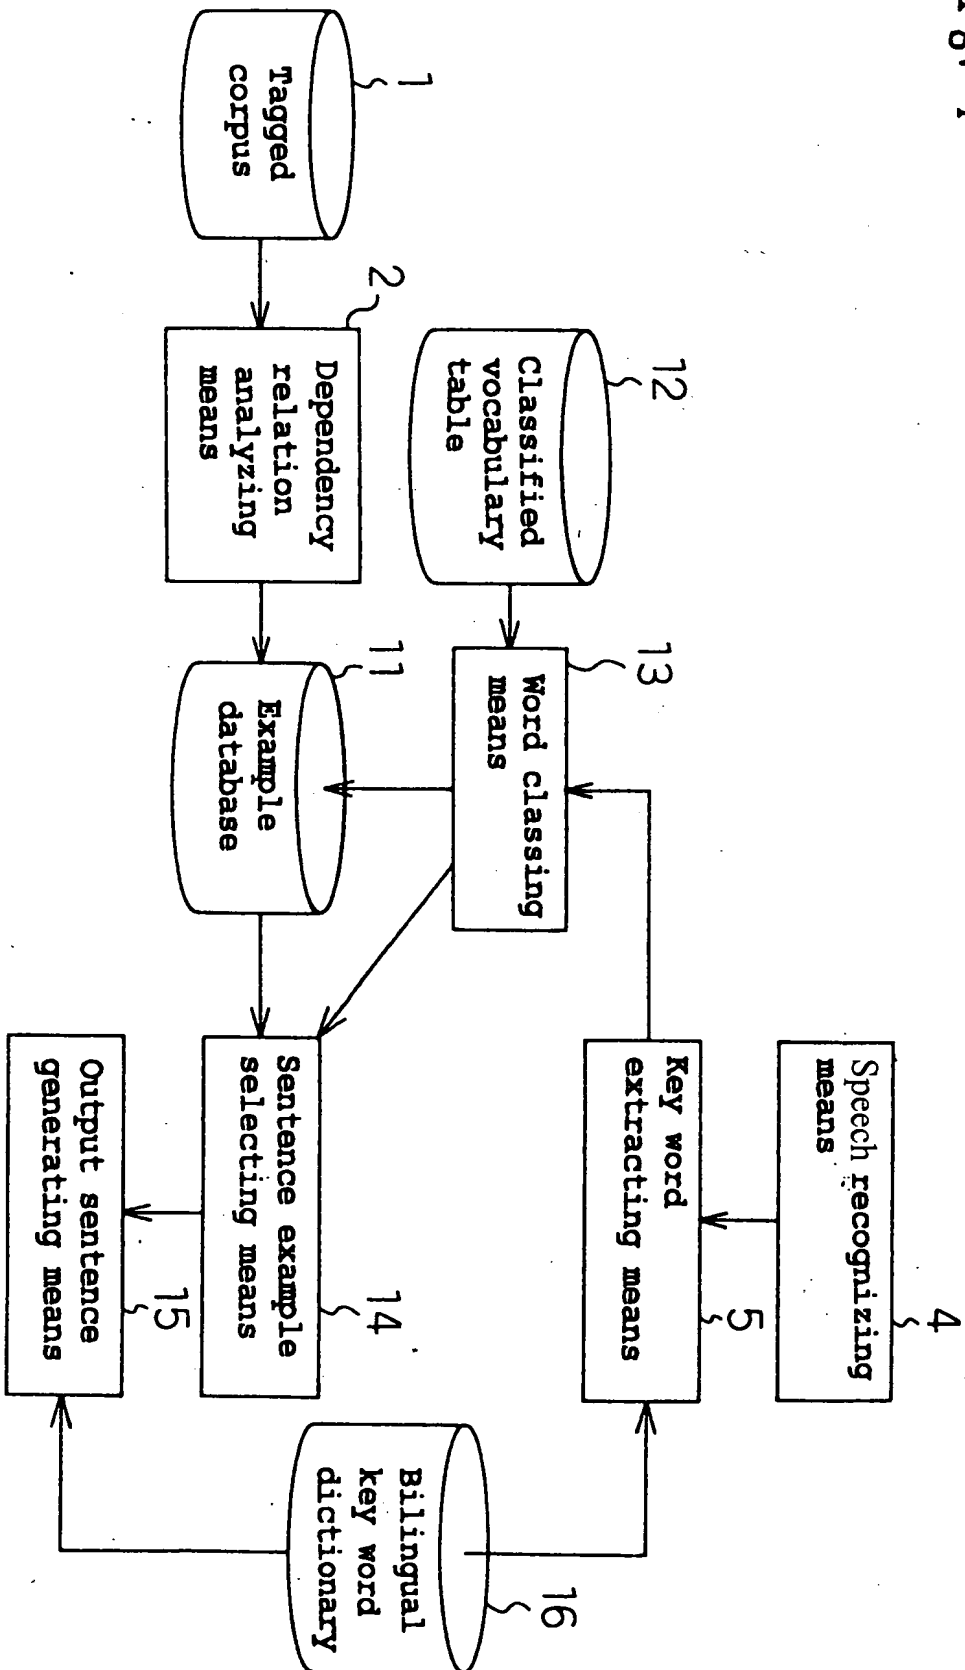 4
Speech recognizing
means
5
Key word
extracting means
12
Classified
vocabulary
table
13
Word classing
means
16
Bilingual
key word
dictionary
1
Tagged
corpus
2
Dependency
relation
analyzing
means
11
Example
database
14
Sentence example
selecting means
15
Output sentence
generating means